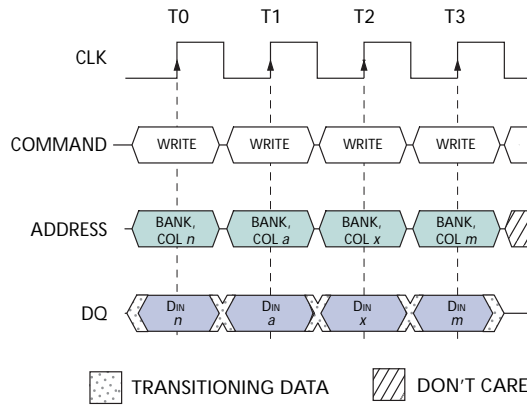 T0 T1 T2 T3
CLK
COMMAND WRITE WRITE WRITE WRITE
ADDRESS BANK, COL n BANK, COL a BANK, COL x BANK, COL m
DQ DIN n DIN a DIN x DIN m
TRANSITIONING DATA DON'T CARE